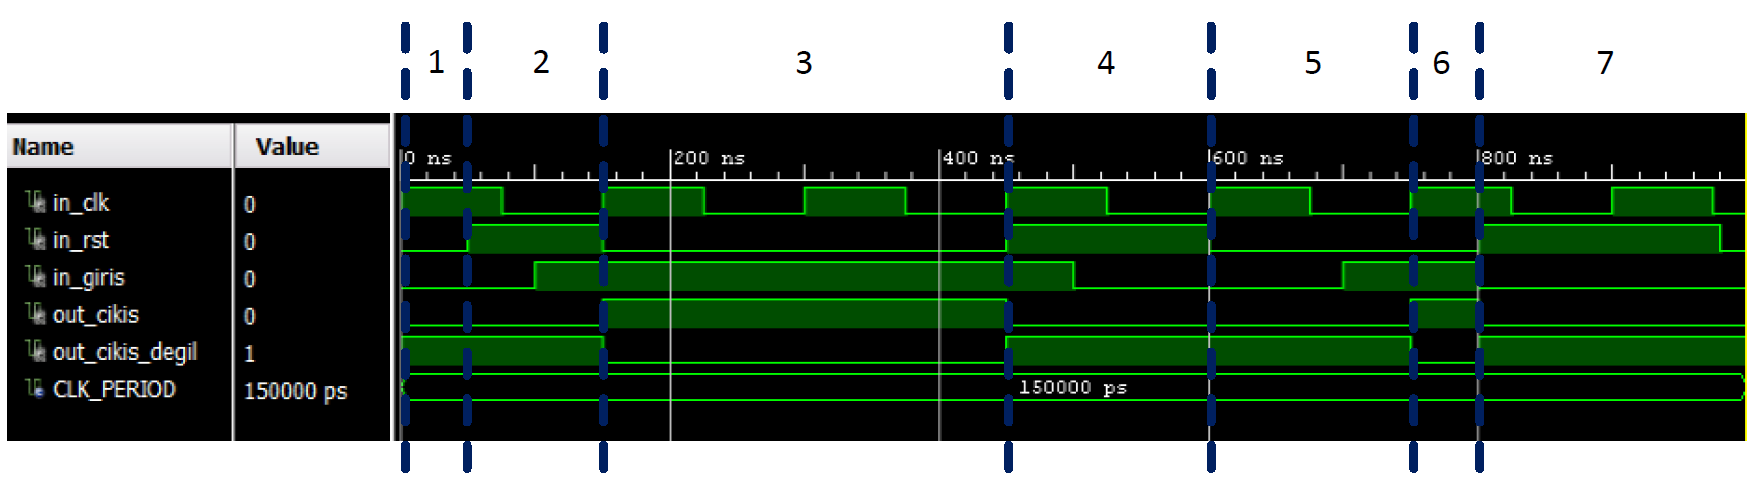 1 2 3 4 5 6 7
Name Value
0 ns 200 ns 400 ns 600 ns 800 ns
in_clk 0
in_rst 0
in_giris 0
out_cikis 0
out_cikis_degil 1
CLK_PERIOD 150000 ps 150000 ps